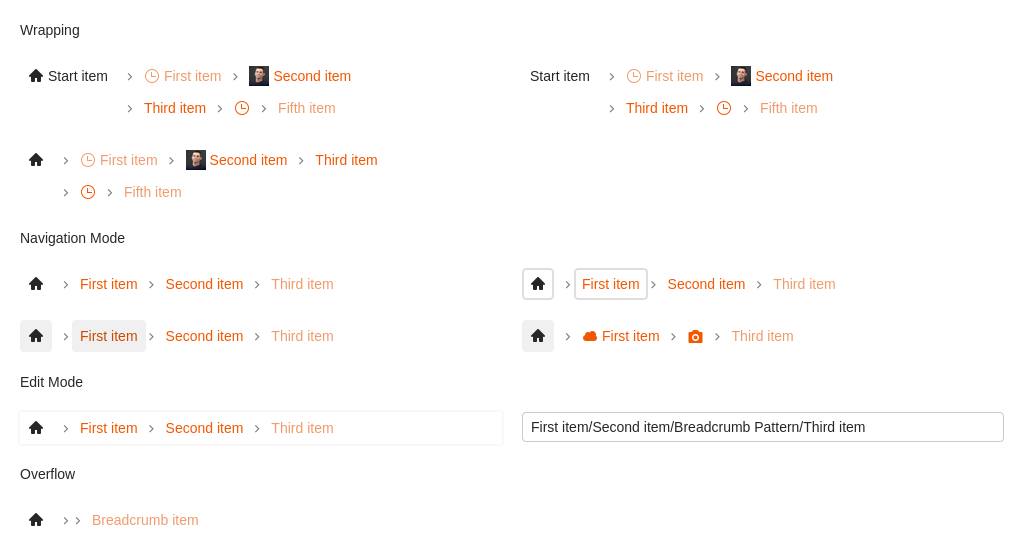 Wrapping
Start item First item Second item
Third item Fifth item
Start item First item Second item
Third item Fifth item
First item Second item Third item
Fifth item
Navigation Mode
First item Second item Third item
First item Second item Third item
First item Second item Third item
First item Third item
Edit Mode
First item Second item Third item
First item/Second item/Breadcrumb Pattern/Third item
Overflow
Breadcrumb item